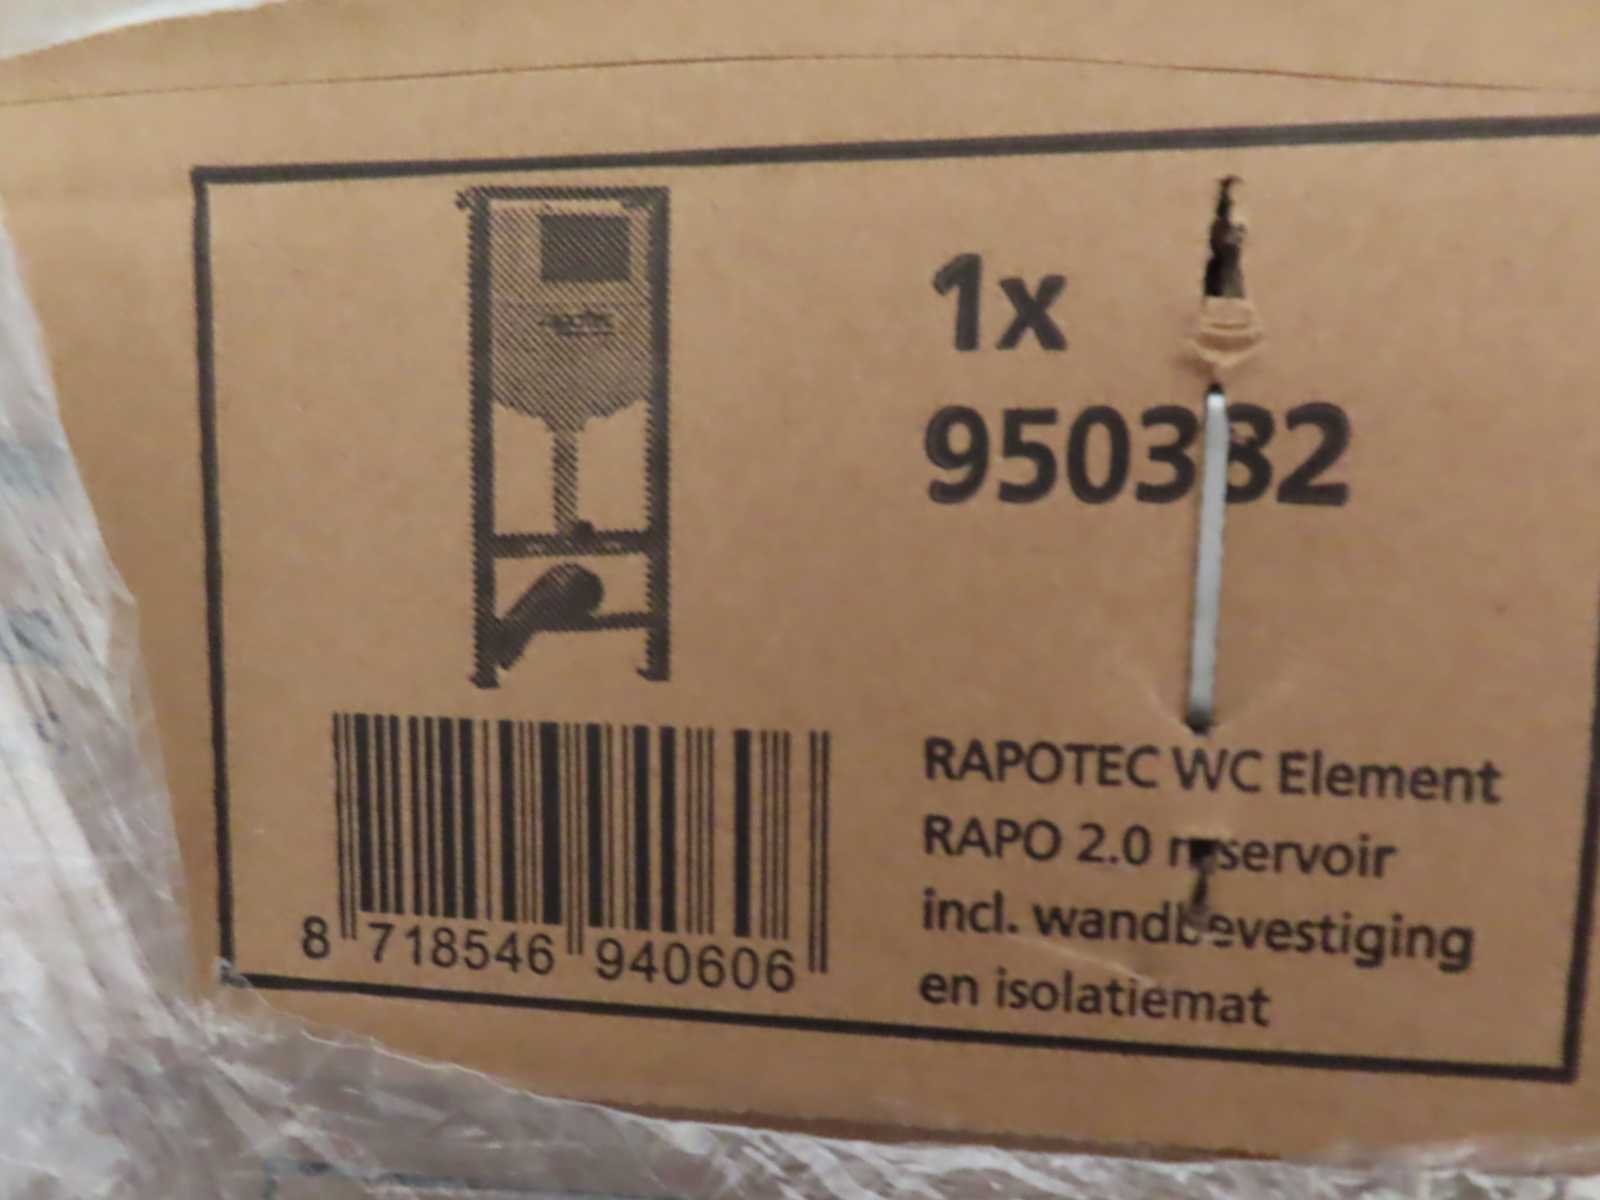 1x
950382
RAPOTEC WC Element
RAPO 2.0 reservoir
incl. wandbevestiging
en isolatiemat
8 718546 940606